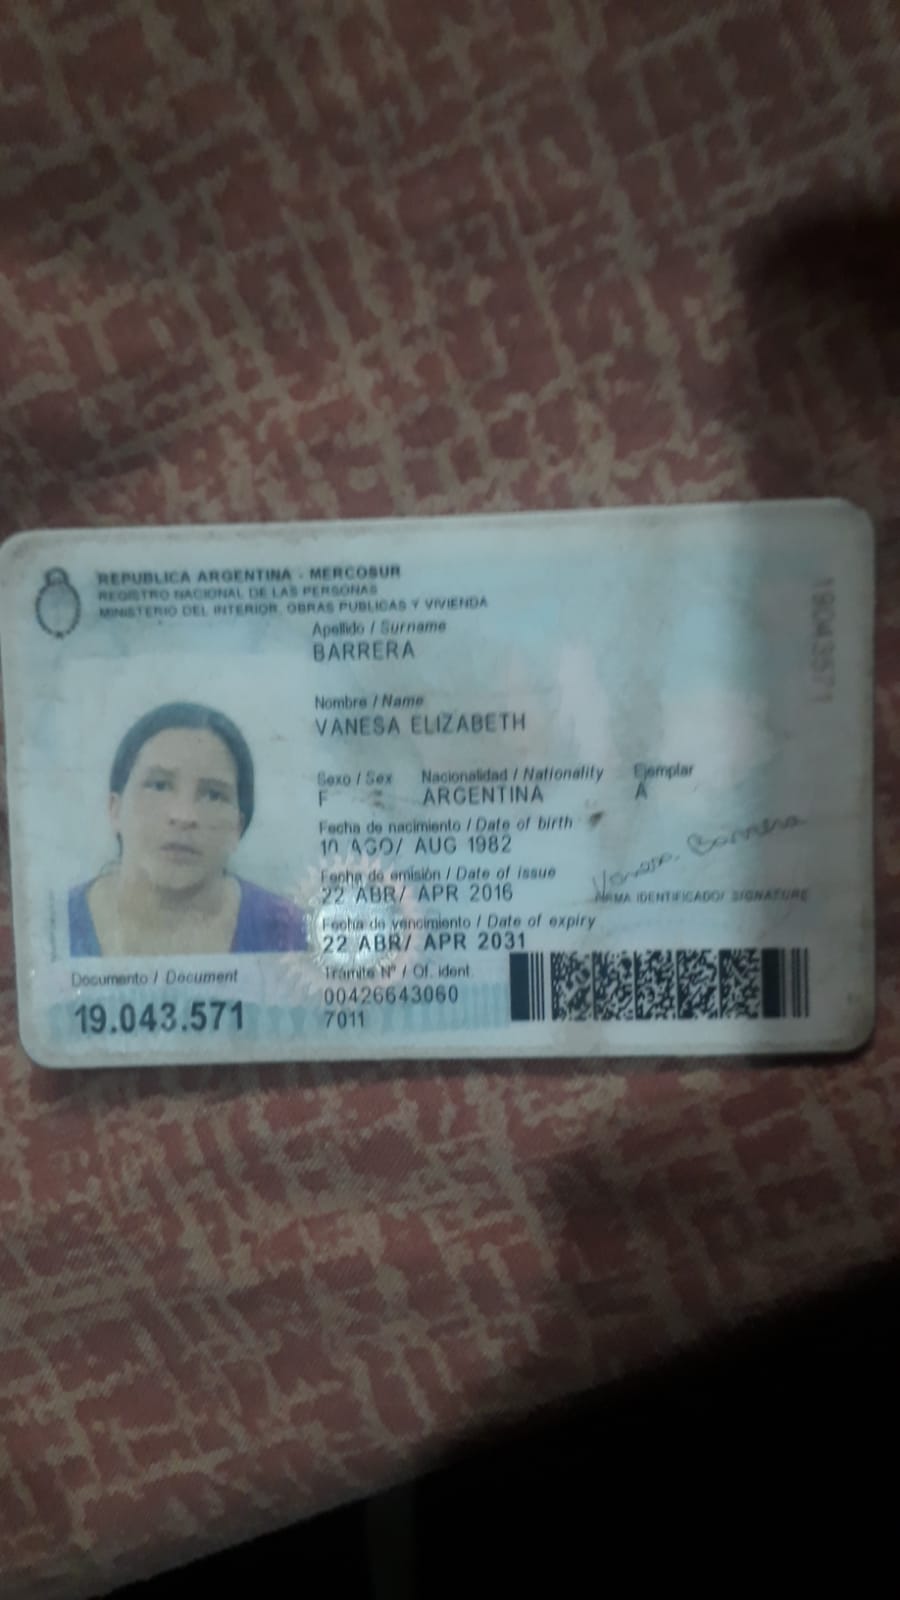 REPUBLICA ARGENTINA - MERCOSUR
REGISTRO NACIONAL DE LAS PERSONAS
MINISTERIO DEL INTERIOR, OBRAS PUBLICAS Y VIVIENDA
Apellido / Surname
BARRERA
Nombre / Name
VANESA ELIZABETH
Sexo / Sex Nacionalidad / Nationality Ejemplar
F ARGENTINA A
Fecha de nacimiento / Date of birth
10 AGO/ AUG 1982
Fecha de emisión / Date of issue
22 ABR/ APR 2016
Vanesa Barrera
FIRMA IDENTIFICADO/ SIGNATURE
Fecha de vencimiento / Date of expiry
22 ABR/ APR 2031
Documento / Document
19.043.571
Trámite Nº / Of. ident.
00426643060
7011
19043571